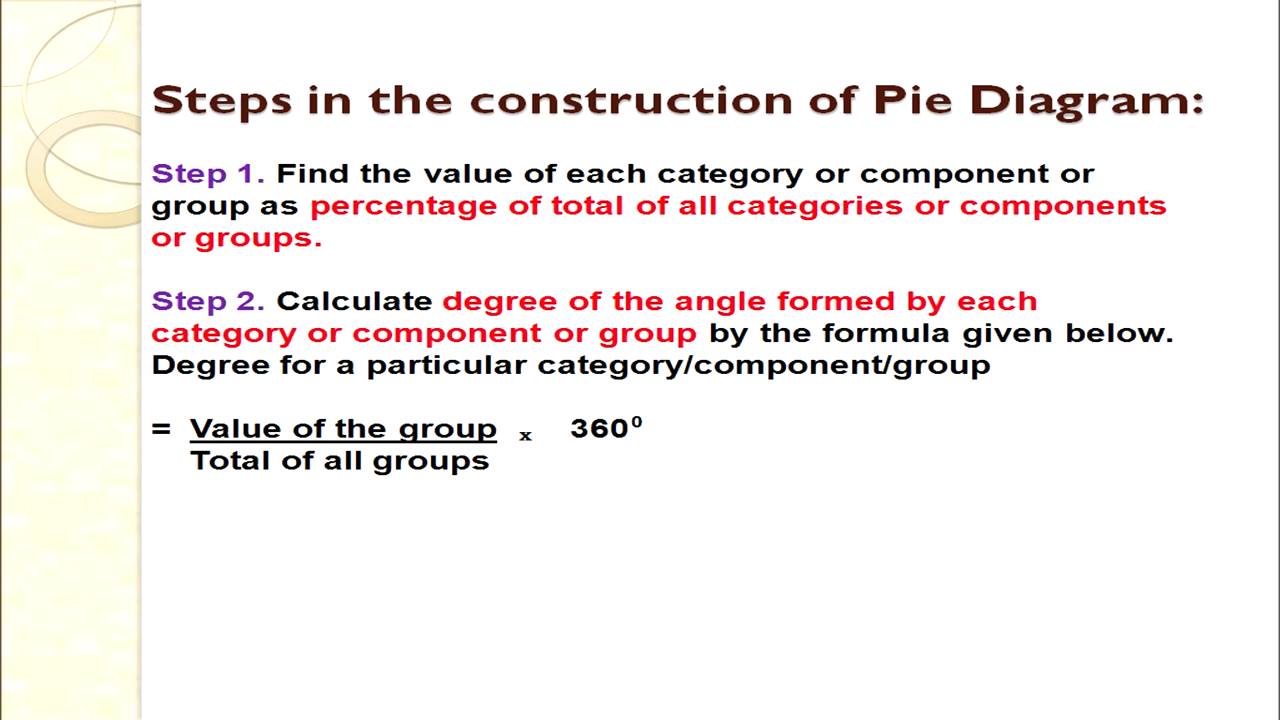 Steps in the construction of Pie Diagram:
Step 1. Find the value of each category or component or
group as percentage of total of all categories or components
or groups.
Step 2. Calculate degree of the angle formed by each
category or component or group by the formula given below.
Degree for a particular category/component/group
= Value of the group x 360⁰
Total of all groups